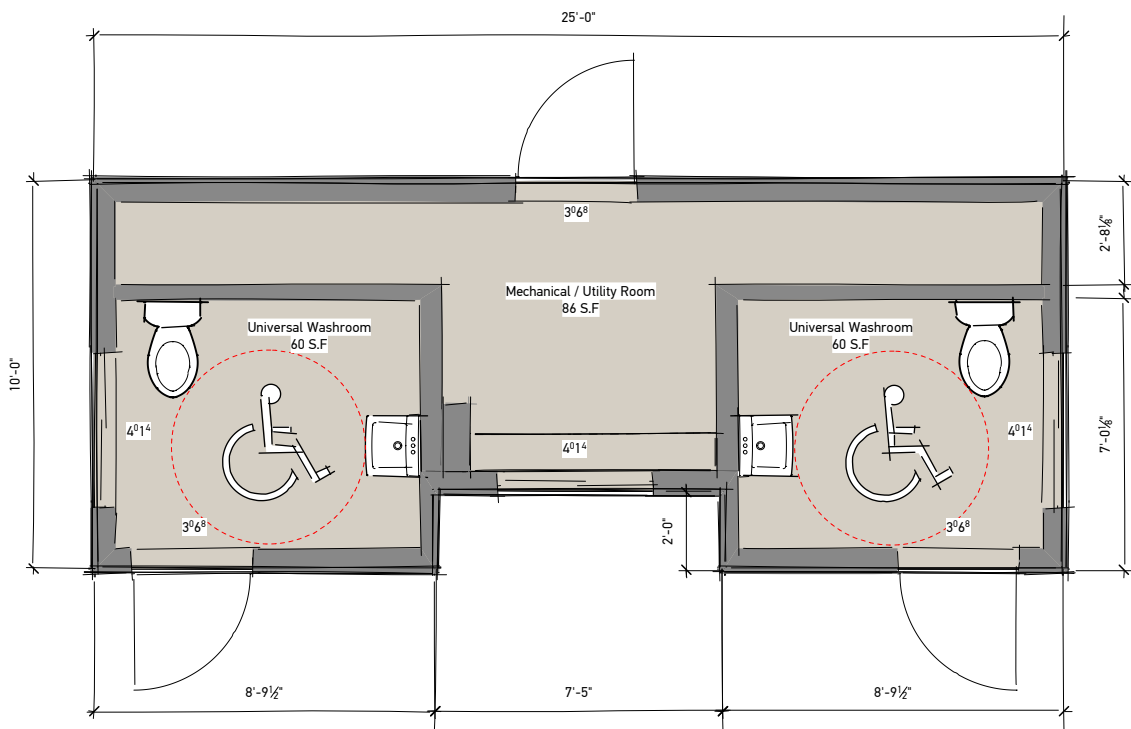 25'-0"
3⁰6⁸
2'-8⅛"
Mechanical / Utility Room
86 S.F
Universal Washroom
60 S.F
Universal Washroom
60 S.F
10'-0"
4⁰1⁴
4⁰1⁴
4⁰1⁴
7'-0⅛"
3⁰6⁸
2'-0"
3⁰6⁸
8'-9½"
7'-5"
8'-9½"